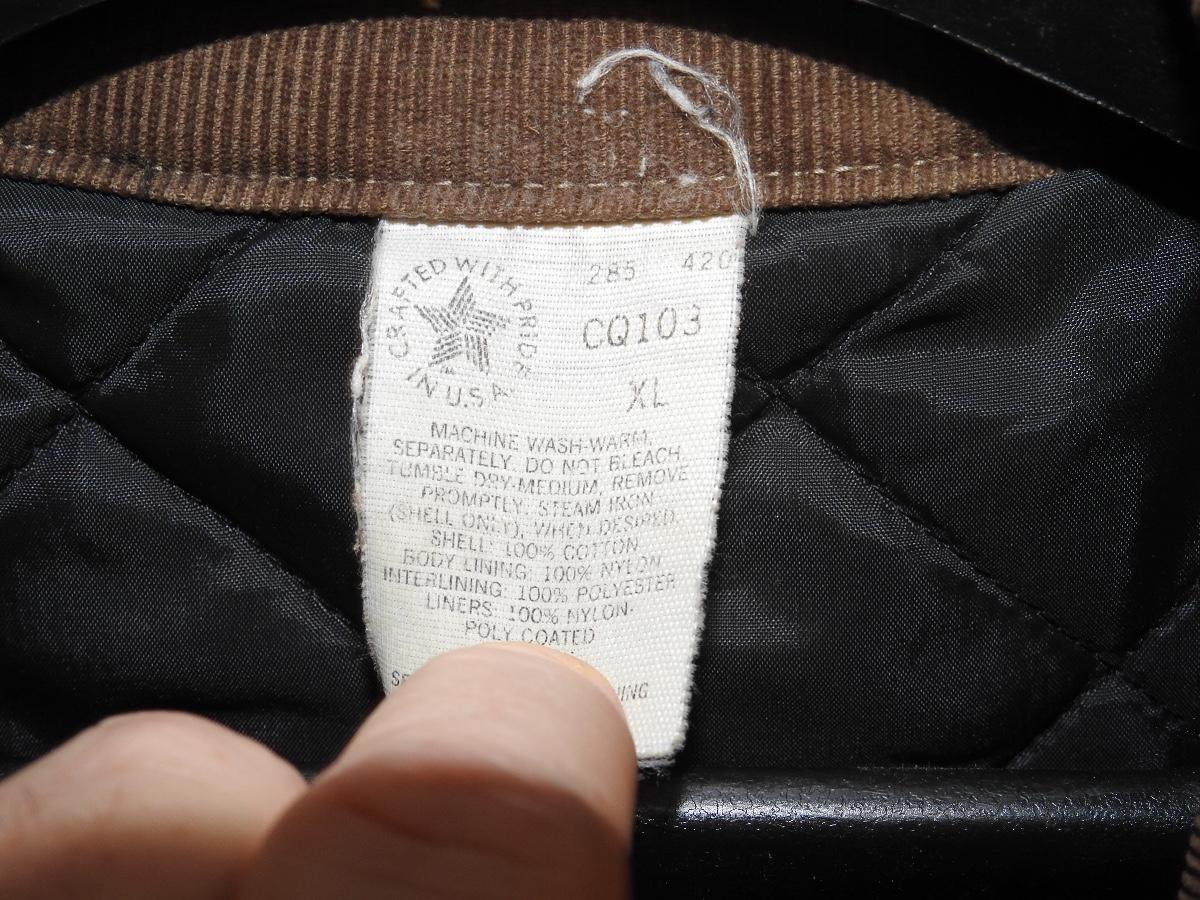 CRAFTED WITH PRIDE
IN U.S.A
285 420
CQ103
XL
MACHINE WASH-WARM,
SEPARATELY. DO NOT BLEACH.
TUMBLE DRY-MEDIUM, REMOVE
PROMPTLY. STEAM IRON
(SHELL ONLY), WHEN DESIRED.
SHELL: 100% COTTON
BODY LINING: 100% NYLON
INTERLINING: 100% POLYESTER
LINERS: 100% NYLON-
POLY COATED